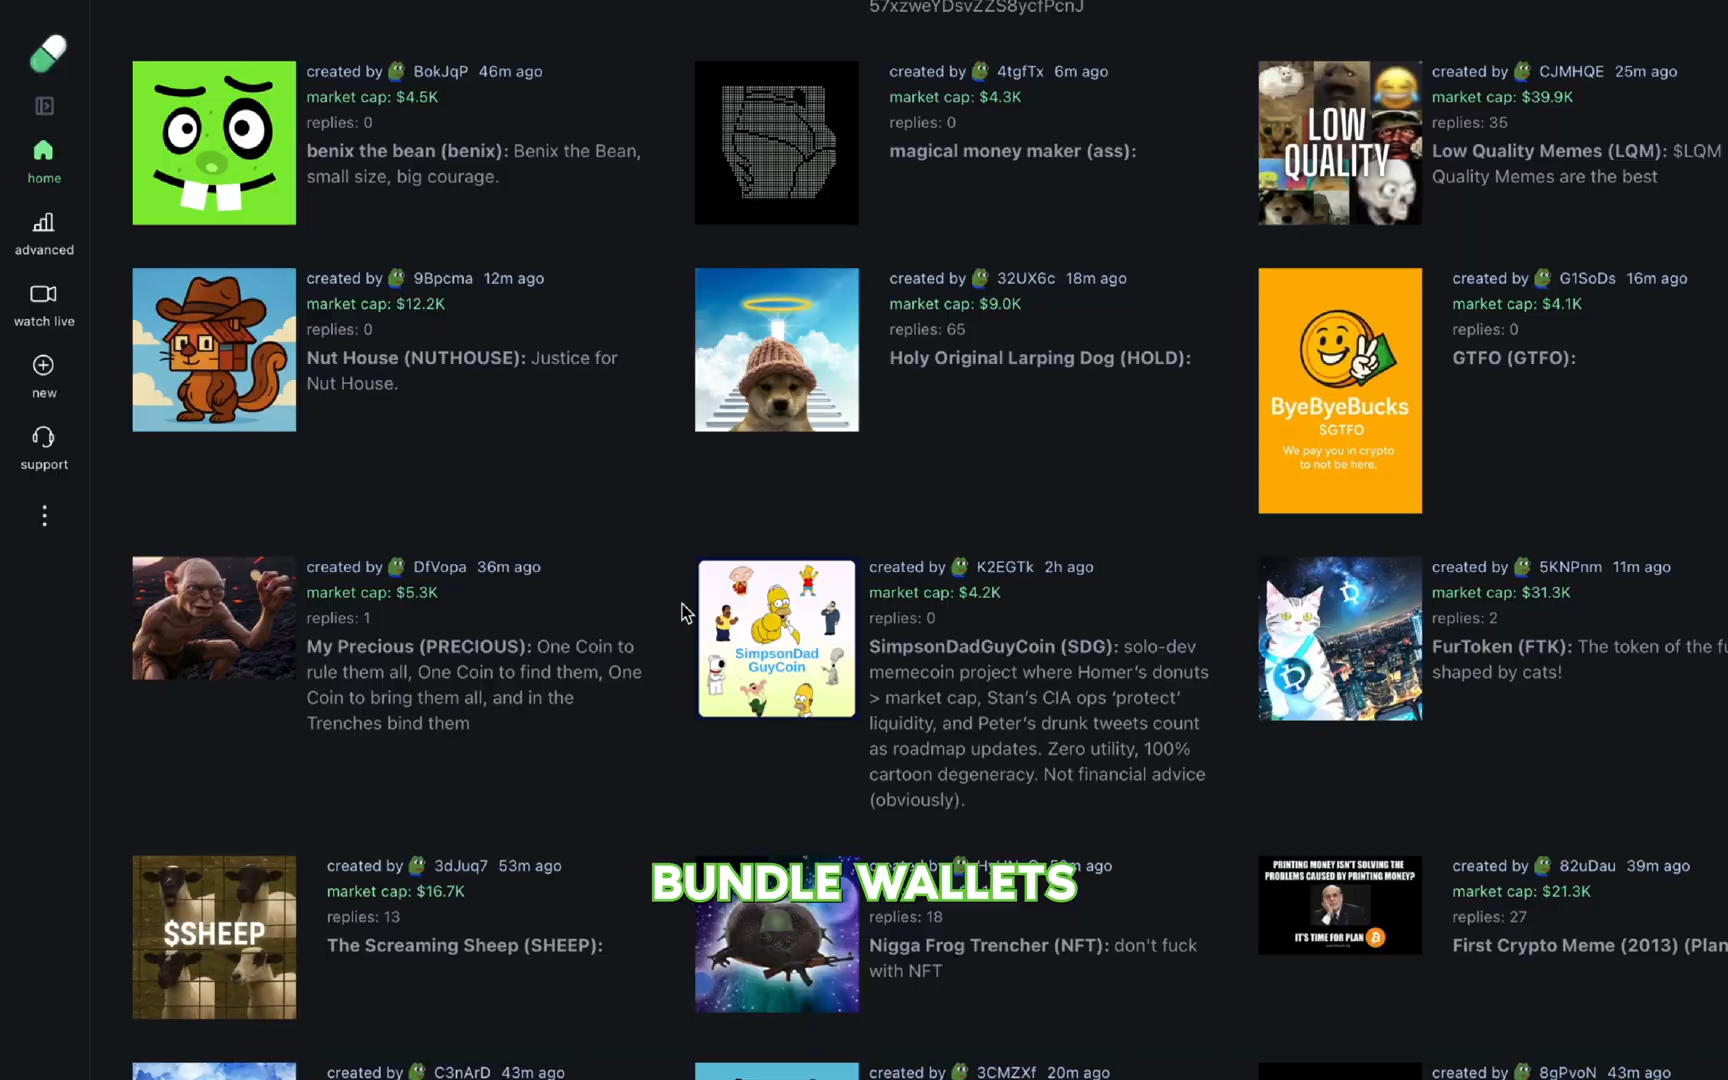 57xzweYDsvZZS8ycfPcnJ
home
advanced
watch live
new
support
created by BokJqP 46m ago
market cap: $4.5K
replies: 0
benix the bean (benix): Benix the Bean,
small size, big courage.
created by 4tgfTx 6m ago
market cap: $4.3K
replies: 0
magical money maker (ass):
LOW
QUALITY
created by CJMHQE 25m ago
market cap: $39.9K
replies: 35
Low Quality Memes (LQM): $LQM
Quality Memes are the best
created by 9Bpcma 12m ago
market cap: $12.2K
replies: 0
Nut House (NUTHOUSE): Justice for
Nut House.
created by 32UX6c 18m ago
market cap: $9.0K
replies: 65
Holy Original Larping Dog (HOLD):
ByeByeBucks
SGTFO
We pay you in crypto
to not be here.
created by G1SoDs 16m ago
market cap: $4.1K
replies: 0
GTFO (GTFO):
created by DfVopa 36m ago
market cap: $5.3K
replies: 1
My Precious (PRECIOUS): One Coin to
rule them all, One Coin to find them, One
Coin to bring them all, and in the
Trenches bind them
SimpsonDad
GuyCoin
created by K2EGTk 2h ago
market cap: $4.2K
replies: 0
SimpsonDadGuyCoin (SDG): solo-dev
memecoin project where Homer's donuts
> market cap, Stan's CIA ops 'protect'
liquidity, and Peter's drunk tweets count
as roadmap updates. Zero utility, 100%
cartoon degeneracy. Not financial advice
(obviously).
created by 5KNPnm 11m ago
market cap: $31.3K
replies: 2
FurToken (FTK): The token of the fu
shaped by cats!
$SHEEP
created by 3dJuq7 53m ago
market cap: $16.7K
replies: 13
The Screaming Sheep (SHEEP):
BUNDLE WALLETS
ago
replies: 18
Nigga Frog Trencher (NFT): don't fuck
with NFT
PRINTING MONEY ISN'T SOLVING THE
PROBLEMS CAUSED BY PRINTING MONEY?
IT'S TIME FOR PLAN B
created by 82uDau 39m ago
market cap: $21.3K
replies: 27
First Crypto Meme (2013) (Plan
created by C3nArD 43m ago
created by 3CMZXf 20m ago
created by 8gPvoN 43m ago